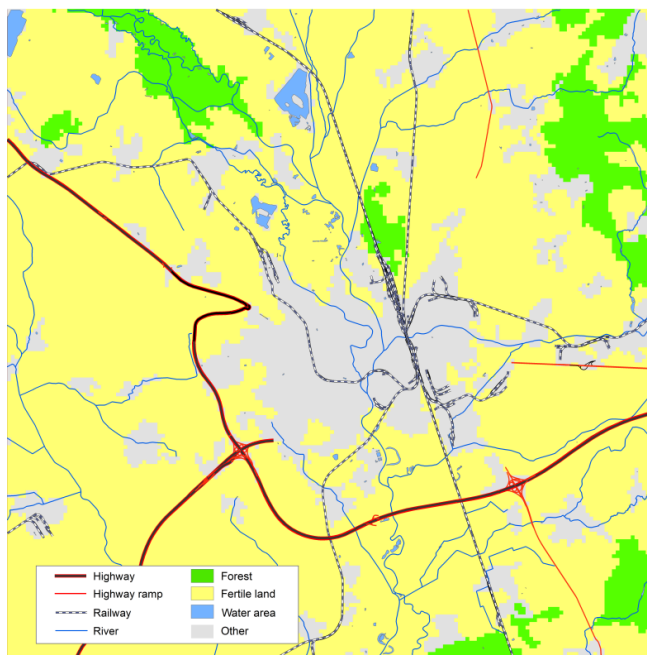 Highway
Highway ramp
Railway
River
Forest
Fertile land
Water area
Other